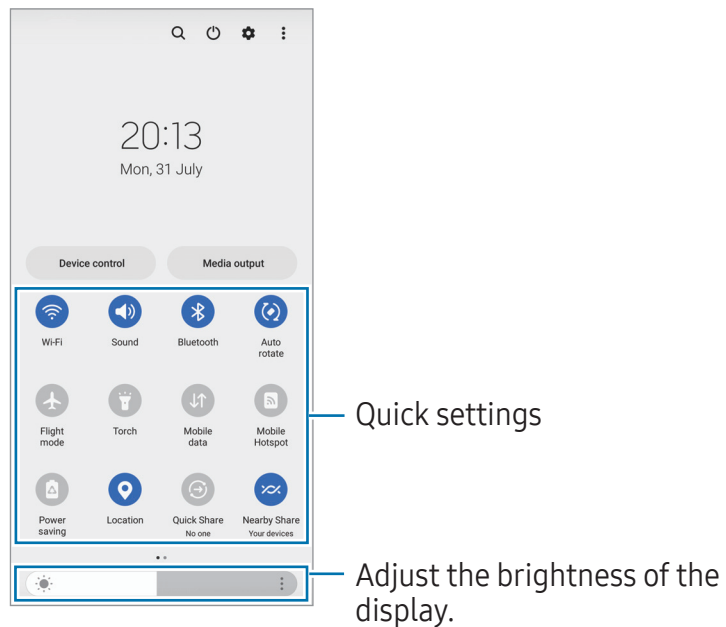 20:13
Mon, 31 July
Device control Media output
Wi-Fi Sound Bluetooth Auto
rotate
Flight
mode Torch Mobile
data Mobile
Hotspot
Power
saving Location Quick Share
No one Nearby Share
Your devices
Quick settings
Adjust the brightness of the
display.